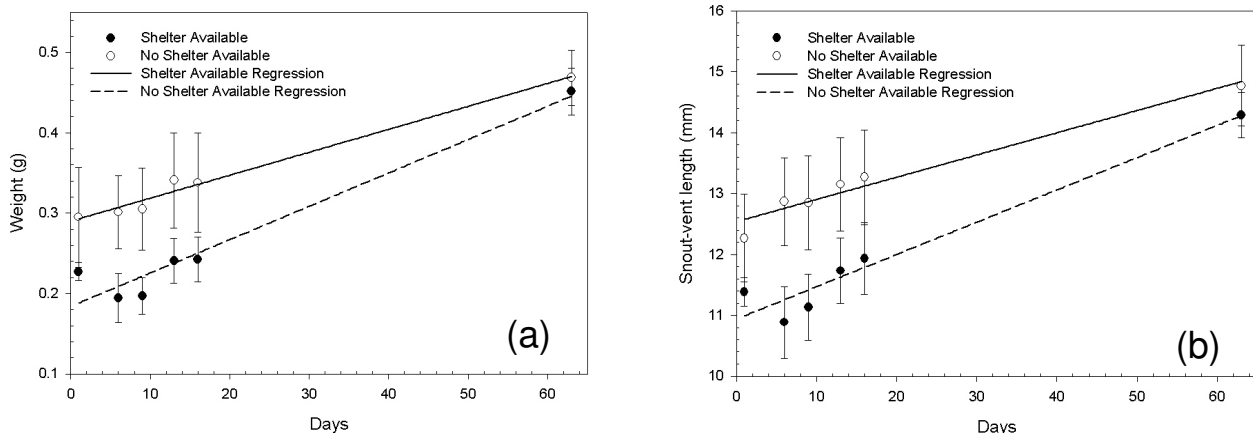 0.5
0.4
0.3
0.2
0.1
Weight (g)
Shelter Available
No Shelter Available
Shelter Available Regression
No Shelter Available Regression
(a)
0 10 20 30 40 50 60
Days
16
15
14
13
12
11
10
Snout-vent length (mm)
Shelter Available
No Shelter Available
Shelter Available Regression
No Shelter Available Regression
(b)
0 20 40 60
Days